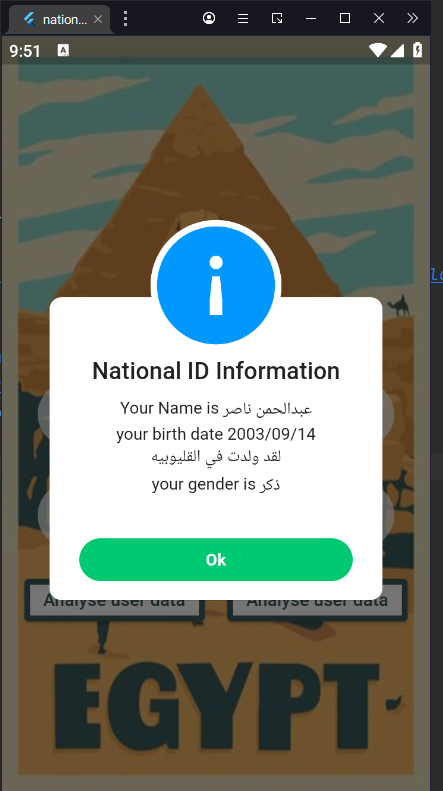 nation...
9:51
A
National ID Information
Your Name is عبدالحمن ناصر
your birth date 2003/09/14
لقد ولدت في القليوبيه
your gender is ذكر
Ok
Analyse user data
Analyse user data
EGYPT